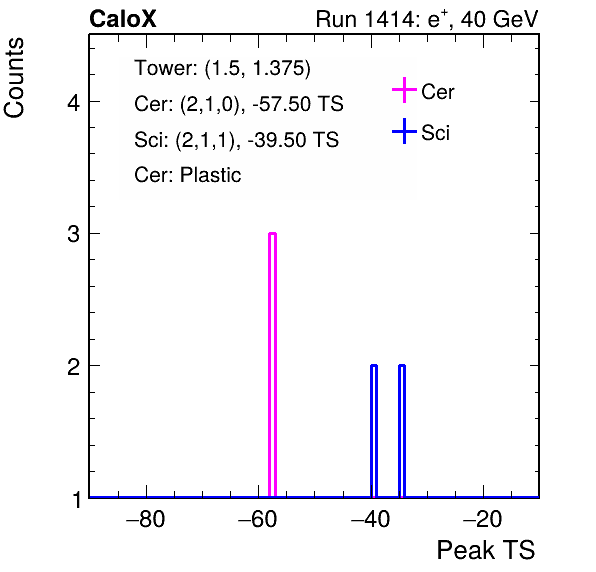 CaloX Run 1414: e+, 40 GeV
Counts
Tower: (1.5, 1.375)
Cer: (2,1,0), -57.50 TS
Sci: (2,1,1), -39.50 TS
Cer: Plastic
Cer
Sci
4
3
2
1
−80 −60 −40 −20
Peak TS